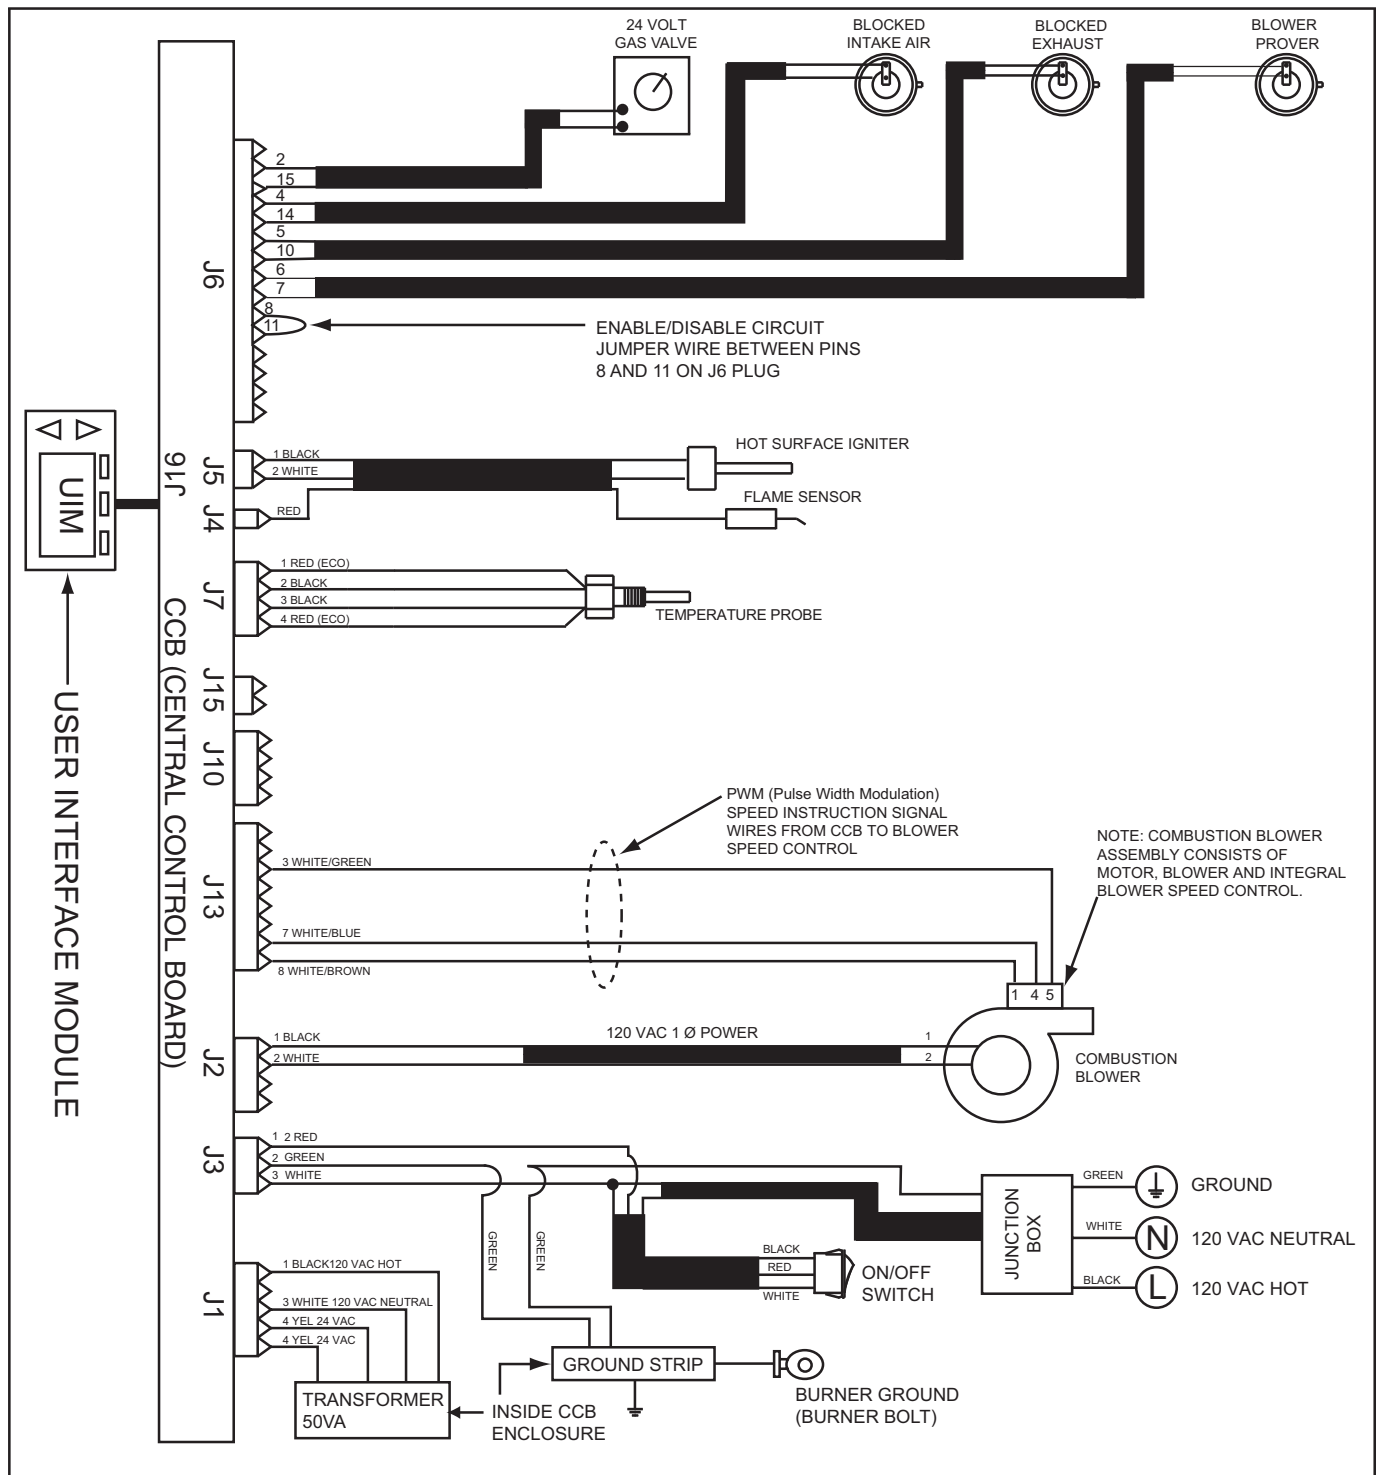 24 VOLT
GAS VALVE
BLOCKED
INTAKE AIR
BLOCKED
EXHAUST
BLOWER
PROVER
2
15
4
14
5
10
6
7
8
11
J6
ENABLE/DISABLE CIRCUIT
JUMPER WIRE BETWEEN PINS
8 AND 11 ON J6 PLUG
UIM
USER INTERFACE MODULE
J16
CCB (CENTRAL CONTROL BOARD)
J5
1 BLACK
2 WHITE
HOT SURFACE IGNITER
J4
RED
FLAME SENSOR
J7
1 RED (ECO)
2 BLACK
3 BLACK
4 RED (ECO)
TEMPERATURE PROBE
J15
J10
PWM (Pulse Width Modulation)
SPEED INSTRUCTION SIGNAL
WIRES FROM CCB TO BLOWER
SPEED CONTROL
NOTE: COMBUSTION BLOWER
ASSEMBLY CONSISTS OF
MOTOR, BLOWER AND INTEGRAL
BLOWER SPEED CONTROL.
J13
3 WHITE/GREEN
7 WHITE/BLUE
8 WHITE/BROWN
1 4 5
J2
1 BLACK
2 WHITE
120 VAC 1 Ø POWER
1
2
COMBUSTION
BLOWER
J3
1 2 RED
2 GREEN
3 WHITE
GREEN
GREEN
BLACK
RED
WHITE
ON/OFF
SWITCH
JUNCTION
BOX
GREEN
GROUND
WHITE
N
120 VAC NEUTRAL
BLACK
L
120 VAC HOT
J1
1 BLACK120 VAC HOT
3 WHITE 120 VAC NEUTRAL
4 YEL 24 VAC
4 YEL 24 VAC
TRANSFORMER
50VA
INSIDE CCB
ENCLOSURE
GROUND STRIP
BURNER GROUND
(BURNER BOLT)